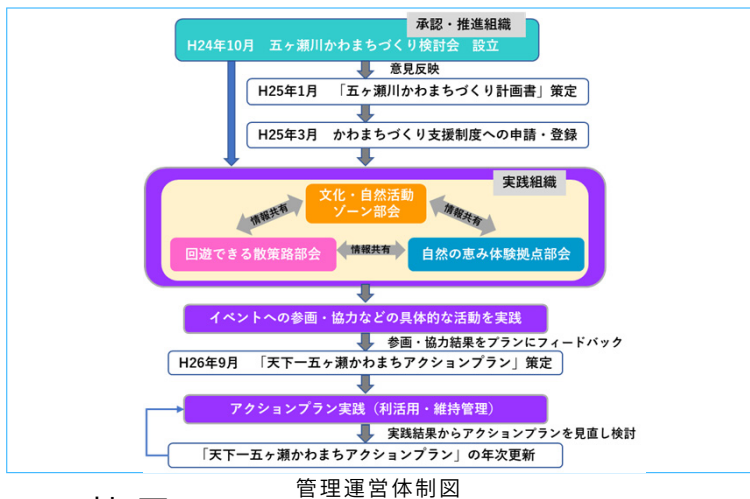 承認・推進組織
H24年10月 五ヶ瀬川かわまちづくり検討会 設立
意見反映
H25年1月 「五ヶ瀬川かわまちづくり計画書」策定
H25年3月 かわまちづくり支援制度への申請・登録
実践組織
文化・自然活動
ゾーン部会
情報共有
情報共有
回遊できる散策路部会
情報共有
自然の恵み体験拠点部会
イベントへの参画・協力などの具体的な活動を実践
参画・協力結果をプランにフィードバック
H26年9月 「天下一五ヶ瀬かわまちアクションプラン」策定
アクションプラン実践（利活用・維持管理）
実践結果からアクションプランを見直し検討
「天下一五ヶ瀬かわまちアクションプラン」の年次更新
管理運営体制図